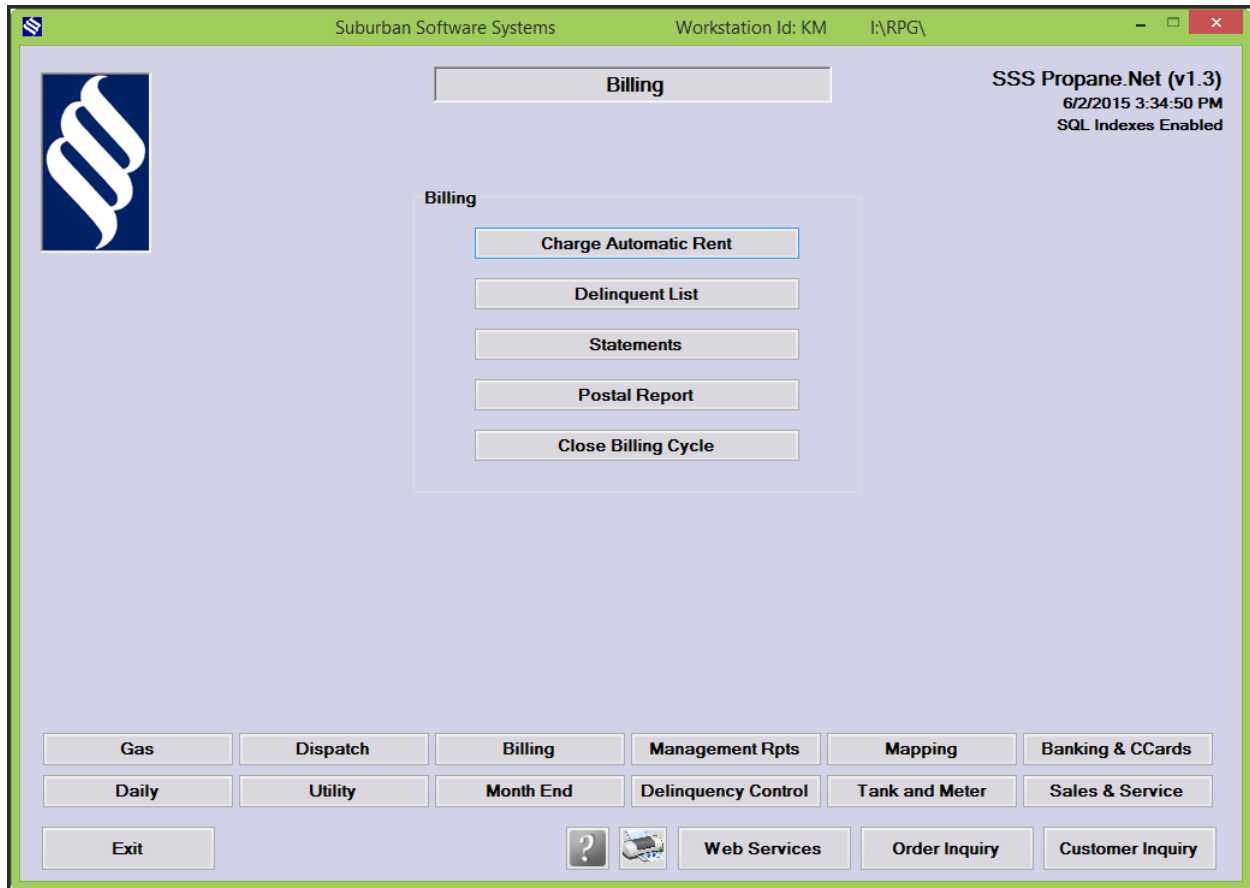 Suburban Software Systems Workstation Id: KM I:\RPG\
Billing
SSS Propane.Net (v1.3)
6/2/2015 3:34:50 PM
SQL Indexes Enabled
Billing
Charge Automatic Rent
Delinquent List
Statements
Postal Report
Close Billing Cycle
Gas Dispatch Billing Management Rpts Mapping Banking & CCards
Daily Utility Month End Delinquency Control Tank and Meter Sales & Service
Exit ? Web Services Order Inquiry Customer Inquiry